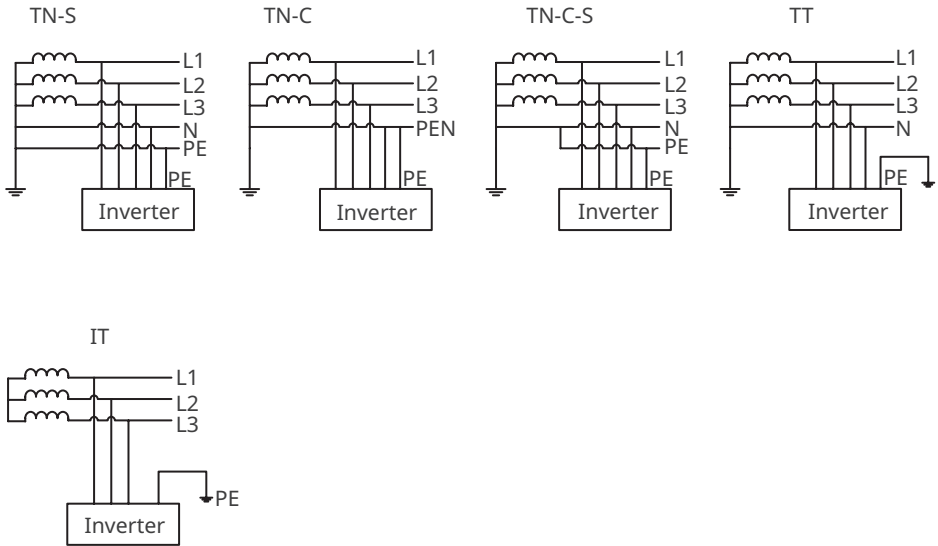 TN-S
L1
L2
L3
N
PE
PE
Inverter
TN-C
L1
L2
L3
PEN
PE
Inverter
TN-C-S
L1
L2
L3
N
PE
PE
Inverter
TT
L1
L2
L3
N
PE
Inverter
IT
L1
L2
L3
PE
Inverter